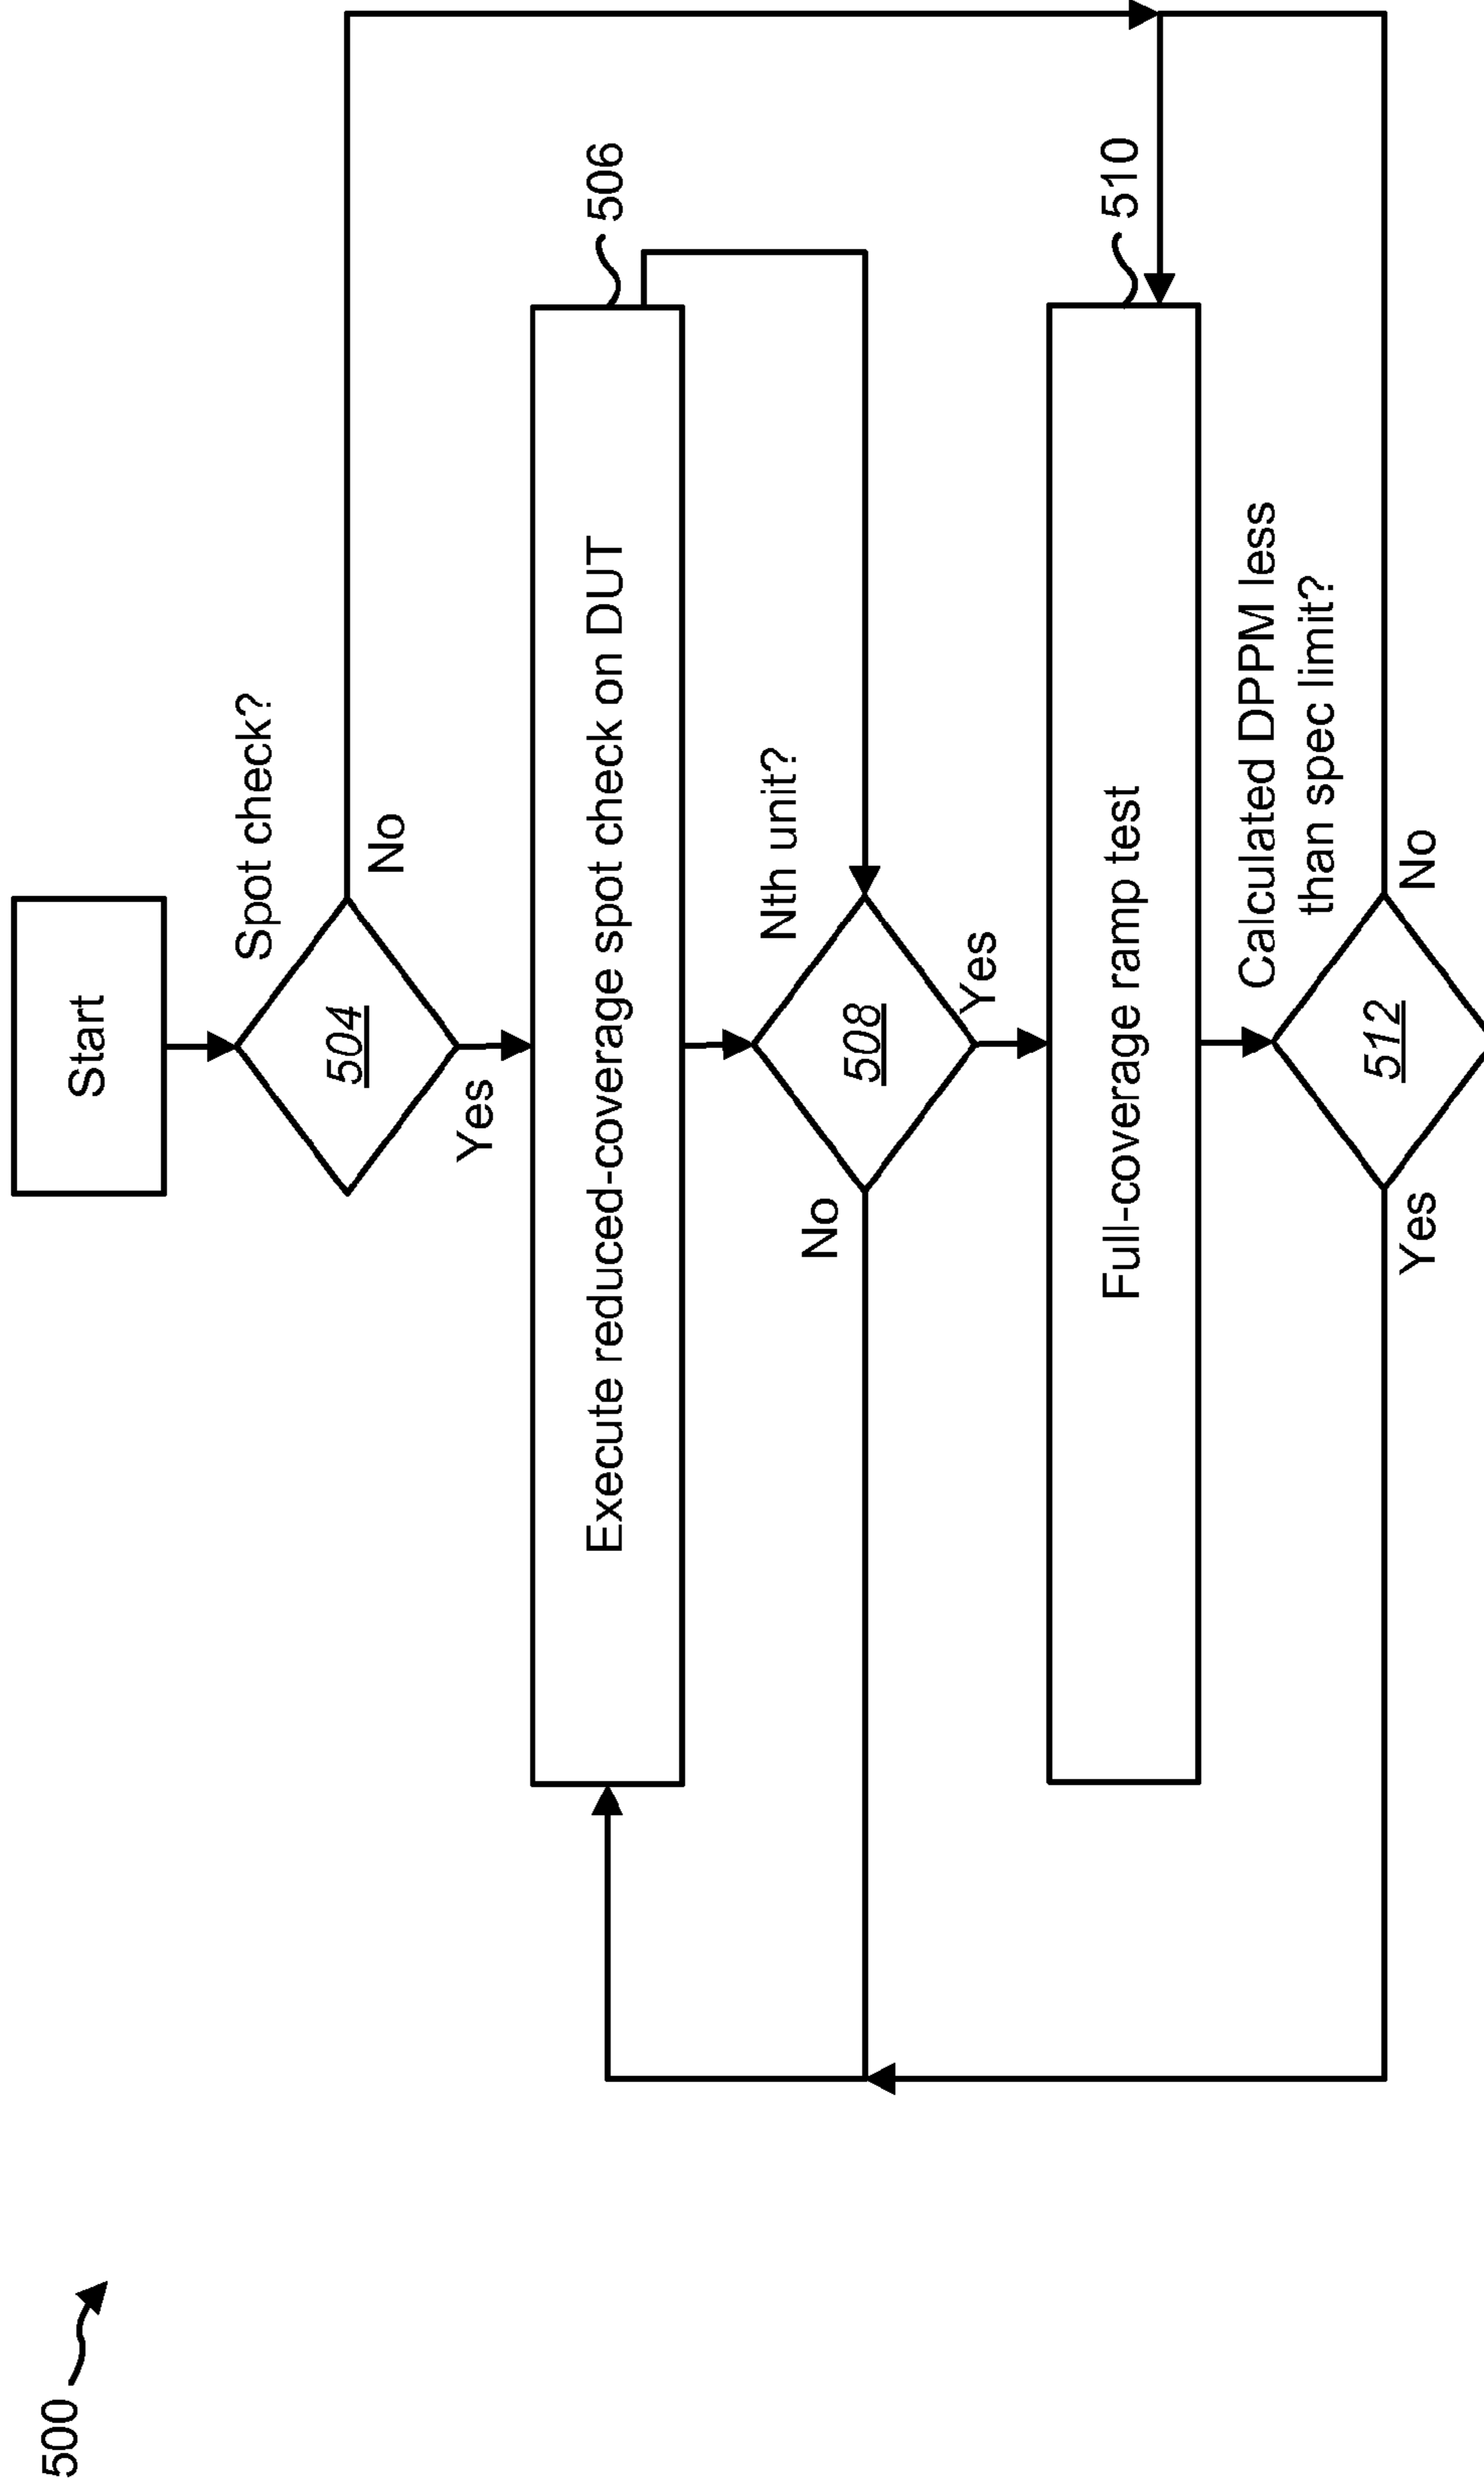 500
Start
Spot check?
504
No
Yes
506
Execute reduced-coverage spot check on DUT
Nth unit?
508
No
Yes
510
Full-coverage ramp test
Calculated DPPM less
than spec limit?
512
Yes
No